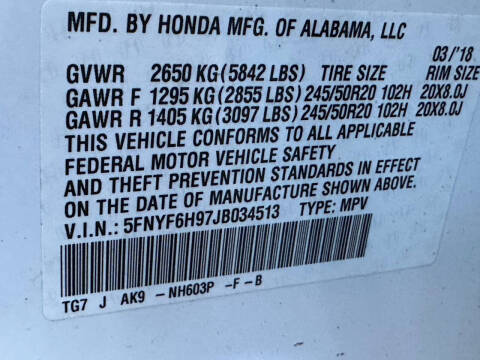 MFD. BY HONDA MFG. OF ALABAMA, LLC
03/'18
GVWR 2650 KG(5842 LBS) TIRE SIZE RIM SIZE
GAWR F 1295 KG(2855 LBS)245/50R20 102H 20X8.0J
GAWR R 1405 KG(3097 LBS)245/50R20 102H 20X8.0J
THIS VEHICLE CONFORMS TO ALL APPLICABLE
FEDERAL MOTOR VEHICLE SAFETY
AND THEFT PREVENTION STANDARDS IN EFFECT
ON THE DATE OF MANUFACTURE SHOWN ABOVE.
V.I.N.: 5FNYF6H97JB034513 TYPE: MPV
TG7 J AK9 -NH603P -F-B